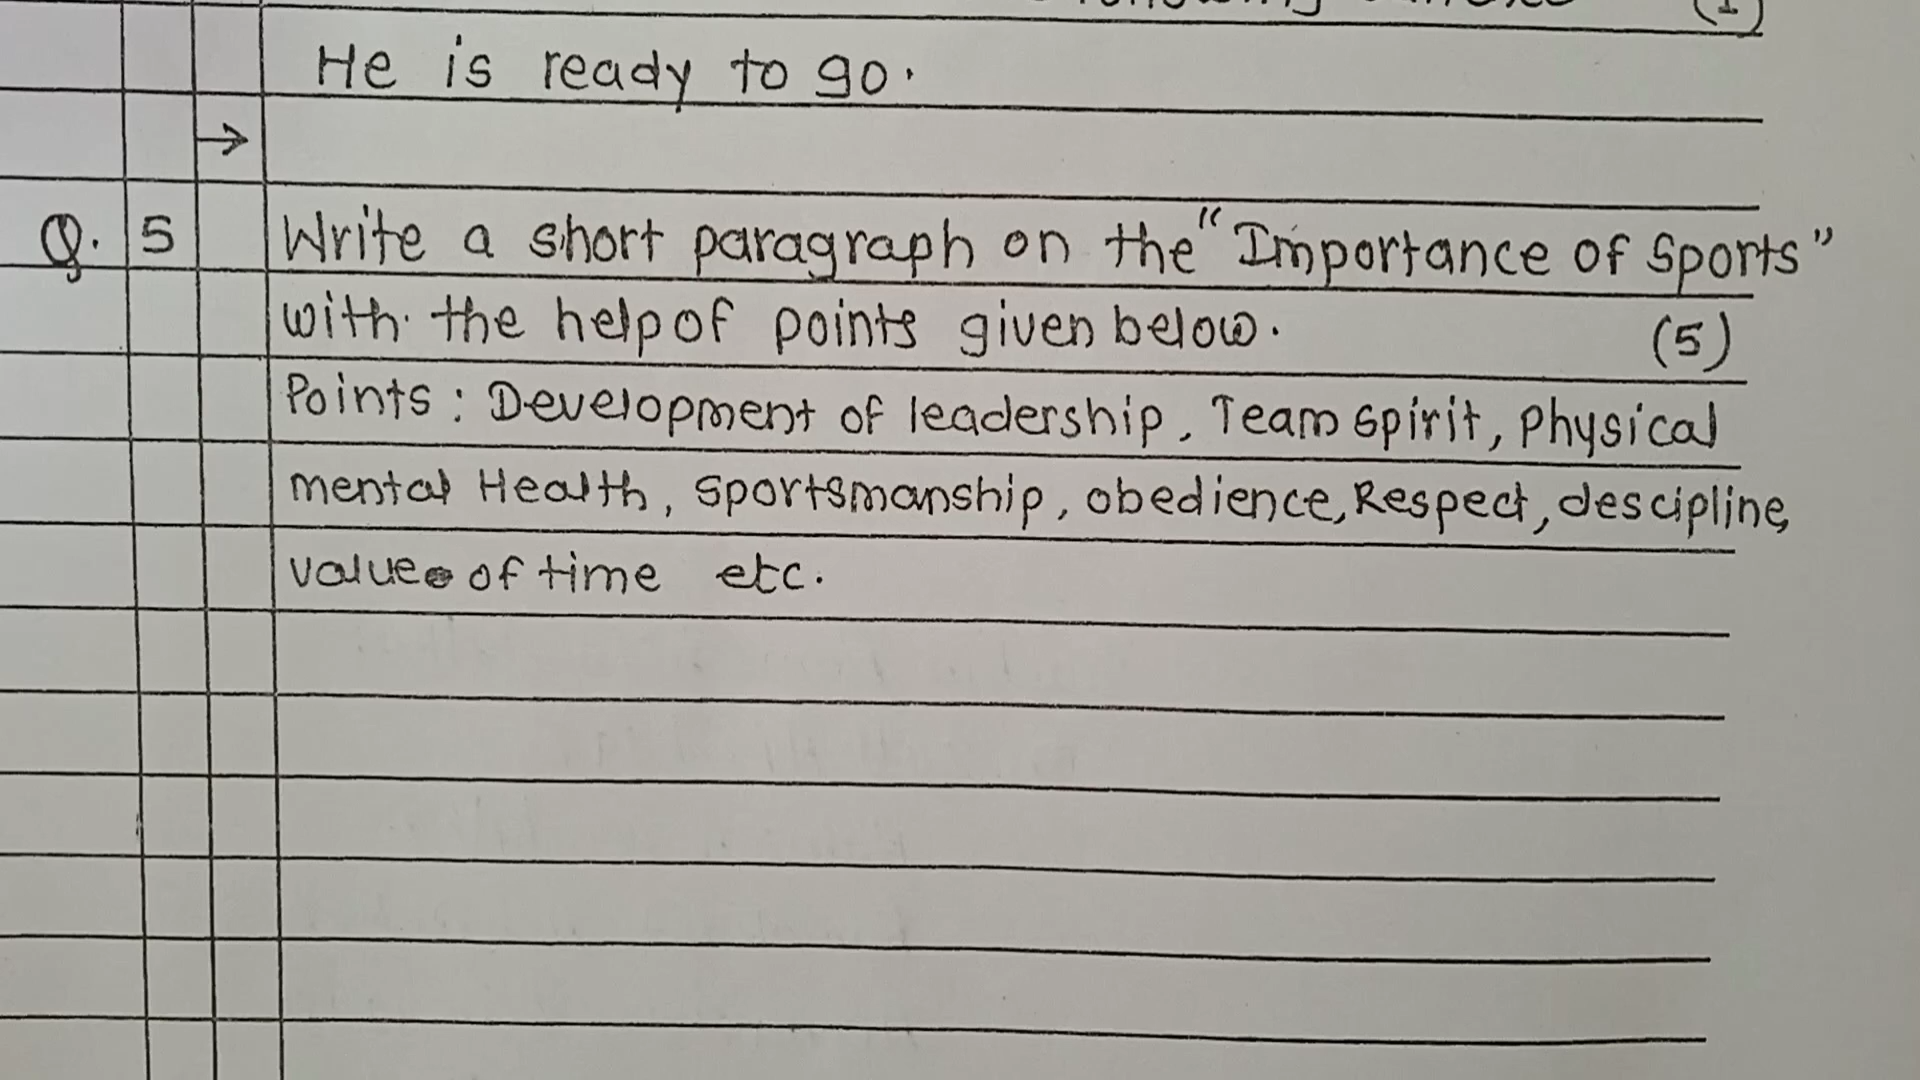 (1)
He is ready to go.
→
Q. 5 Write a short paragraph on the "Importance of Sports"
with the help of points given below. (5)
Points : Development of leadership, Team spirit, Physical
mental Health, sportsmanship, obedience, Respect, descipline,
value of time etc.